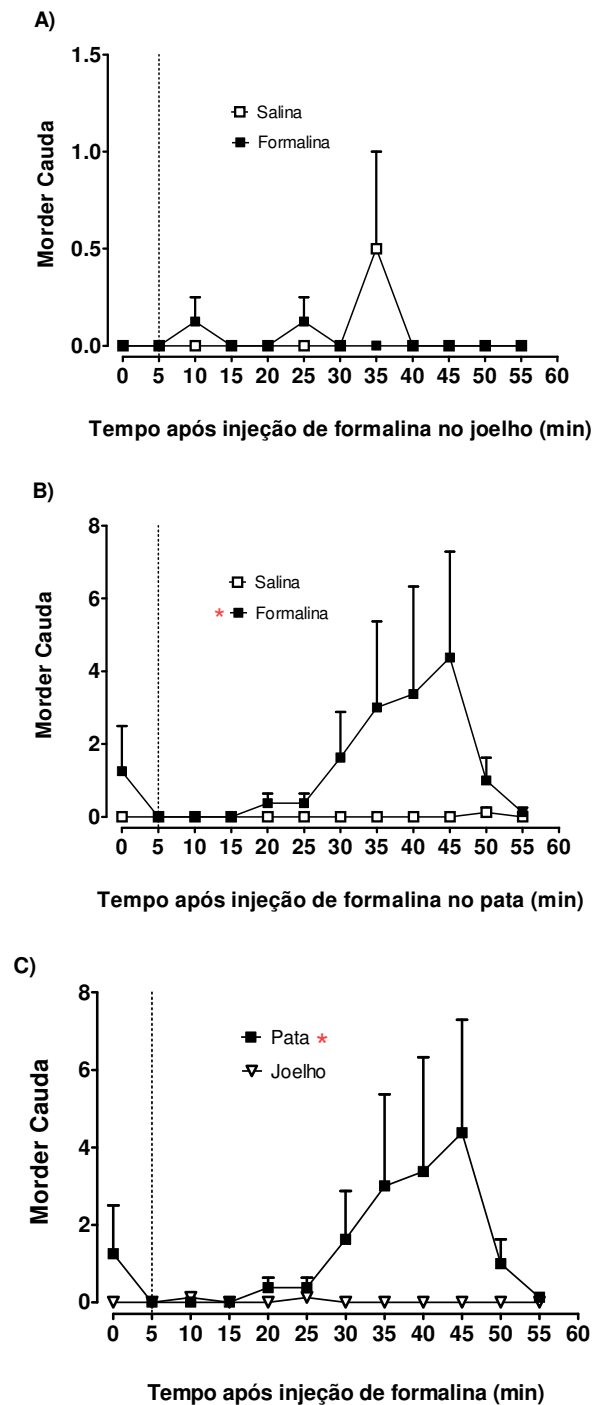 A)
1.5
1.0
0.5
0.0
Morder Cauda
Salina
Formalina
0 5 10 15 20 25 30 35 40 45 50 55 60
Tempo após injeção de formalina no joelho (min)
B)
8
6
4
2
0
Morder Cauda
Salina
* Formalina
0 5 10 15 20 25 30 35 40 45 50 55 60
Tempo após injeção de formalina no pata (min)
C)
8
6
4
2
0
Morder Cauda
Pata *
Joelho
0 5 10 15 20 25 30 35 40 45 50 55 60
Tempo após injeção de formalina (min)